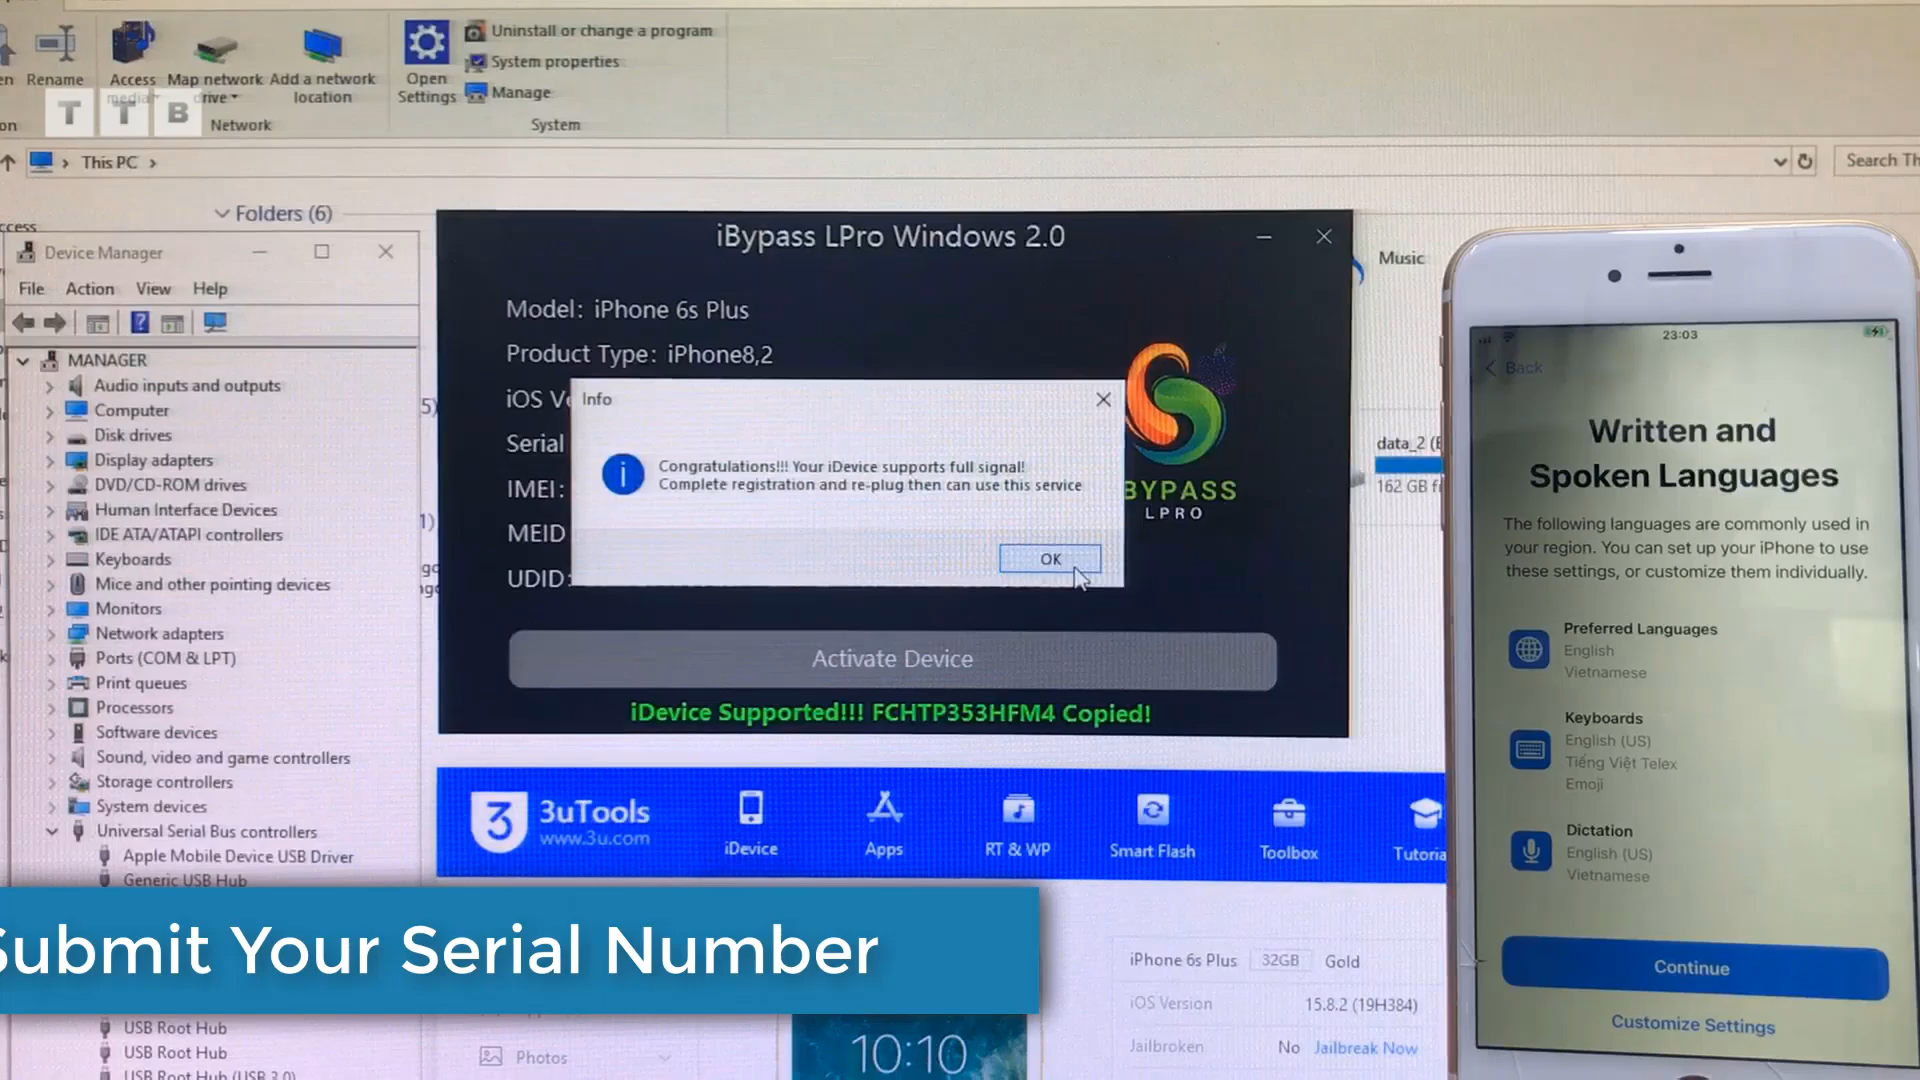 Uninstall or change a program
System properties
Manage
Rename
Access
media
Map network
drive
Add a network
location
Open
Settings
Network
System
T T B
This PC
Search
Folders (6)
Device Manager
File Action View Help
MANAGER
Audio inputs and outputs
Computer
Disk drives
Display adapters
DVD/CD-ROM drives
Human Interface Devices
IDE ATA/ATAPI controllers
Keyboards
Mice and other pointing devices
Monitors
Network adapters
Ports (COM & LPT)
Print queues
Processors
Software devices
Sound, video and game controllers
Storage controllers
System devices
Universal Serial Bus controllers
Apple Mobile Device USB Driver
Generic USB Hub
USB Root Hub
USB Root Hub
USB Root Hub (USB 3.0)
iBypass LPro Windows 2.0
Model: iPhone 6s Plus
Product Type: iPhone8,2
iOS
Serial
IMEI:
MEID
UDID:
Info
Congratulations!!! Your iDevice supports full signal!
Complete registration and re-plug then can use this service
OK
BYPASS
LPRO
Activate Device
iDevice Supported!!! FCHTP353HFM4 Copied!
Music
data_2
162 GB
3
3uTools
www.3u.com
iDevice
Apps
RT & WP
Smart Flash
Toolbox
Tutoria
Submit Your Serial Number
iPhone 6s Plus 32GB Gold
iOS Version 15.8.2 (19H384)
Jailbroken No Jailbreak Now
Photos
10:10
23:03
Back
Written and
Spoken Languages
The following languages are commonly used in
your region. You can set up your iPhone to use
these settings, or customize them individually.
Preferred Languages
English
Vietnamese
Keyboards
English (US)
Tiếng Việt Telex
Emoji
Dictation
English (US)
Vietnamese
Continue
Customize Settings